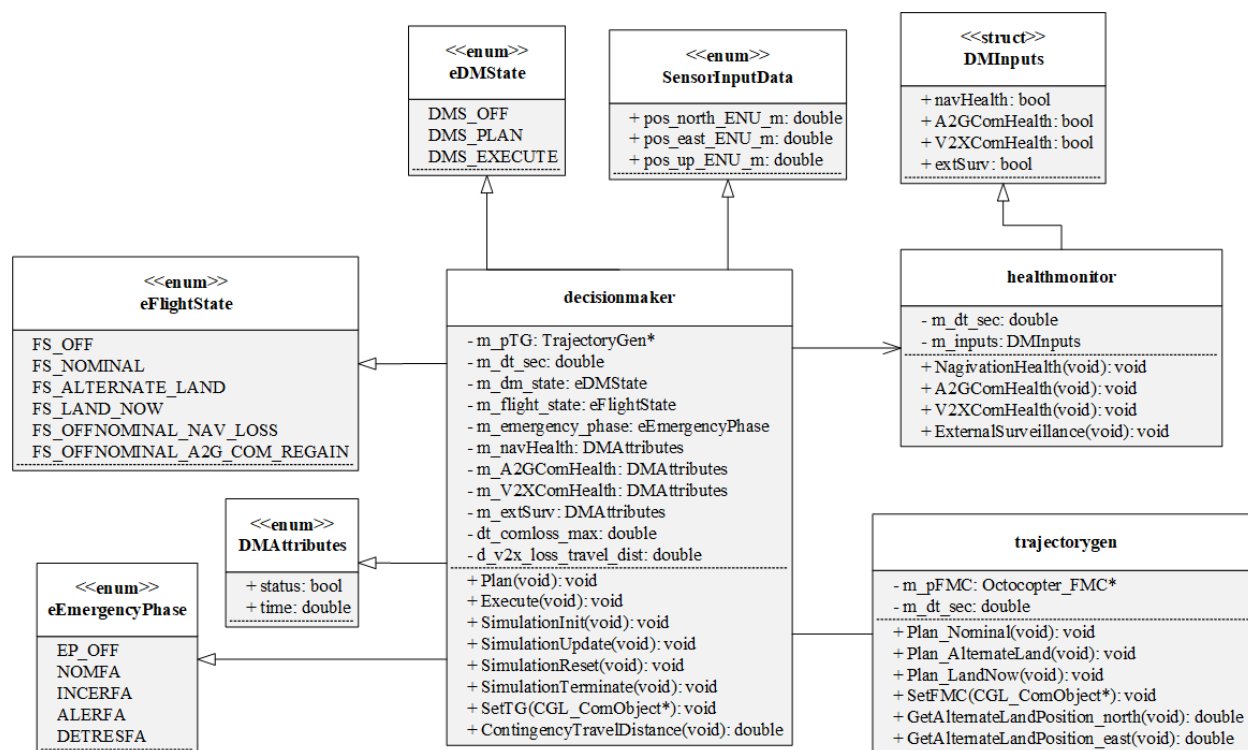 <<enum>>
eDMState
DMS_OFF
DMS_PLAN
DMS_EXECUTE
<<enum>>
SensorInputData
+ pos_north_ENU_m: double
+ pos_east_ENU_m: double
+ pos_up_ENU_m: double
<<struct>>
DMInputs
+ navHealth: bool
+ A2GComHealth: bool
+ V2XComHealth: bool
+ extSurv: bool
<<enum>>
eFlightState
FS_OFF
FS_NOMINAL
FS_ALTERNATE_LAND
FS_LAND_NOW
FS_OFFNOMINAL_NAV_LOSS
FS_OFFNOMINAL_A2G_COM_REGAIN
decisionmaker
- m_pTG: TrajectoryGen*
- m_dt_sec: double
- m_dm_state: eDMState
- m_flight_state: eFlightState
- m_emergency_phase: eEmergencyPhase
- m_navHealth: DMAttributes
- m_A2GComHealth: DMAttributes
- m_V2XComHealth: DMAttributes
- m_extSurv: DMAttributes
- dt_comloss_max: double
- d_v2x_loss_travel_dist: double
+ Plan(void): void
+ Execute(void): void
+ SimulationInit(void): void
+ SimulationUpdate(void): void
+ SimulationReset(void): void
+ SimulationTerminate(void): void
+ SetTG(CGL_ComObject*): void
+ ContingencyTravelDistance(void): double
healthmonitor
- m_dt_sec: double
- m_inputs: DMInputs
+ NagivationHealth(void): void
+ A2GComHealth(void): void
+ V2XComHealth(void): void
+ ExternalSurveillance(void): void
<<enum>>
DMAttributes
+ status: bool
+ time: double
<<enum>>
eEmergencyPhase
EP_OFF
NOMFA
INCERFA
ALERFA
DETRESFA
trajectorygen
- m_pFMC: Octocopter_FMC*
- m_dt_sec: double
+ Plan_Nominal(void): void
+ Plan_AlternateLand(void): void
+ Plan_LandNow(void): void
+ SetFMC(CGL_ComObject*): void
+ GetAlternateLandPosition_north(void): double
+ GetAlternateLandPosition_east(void): double